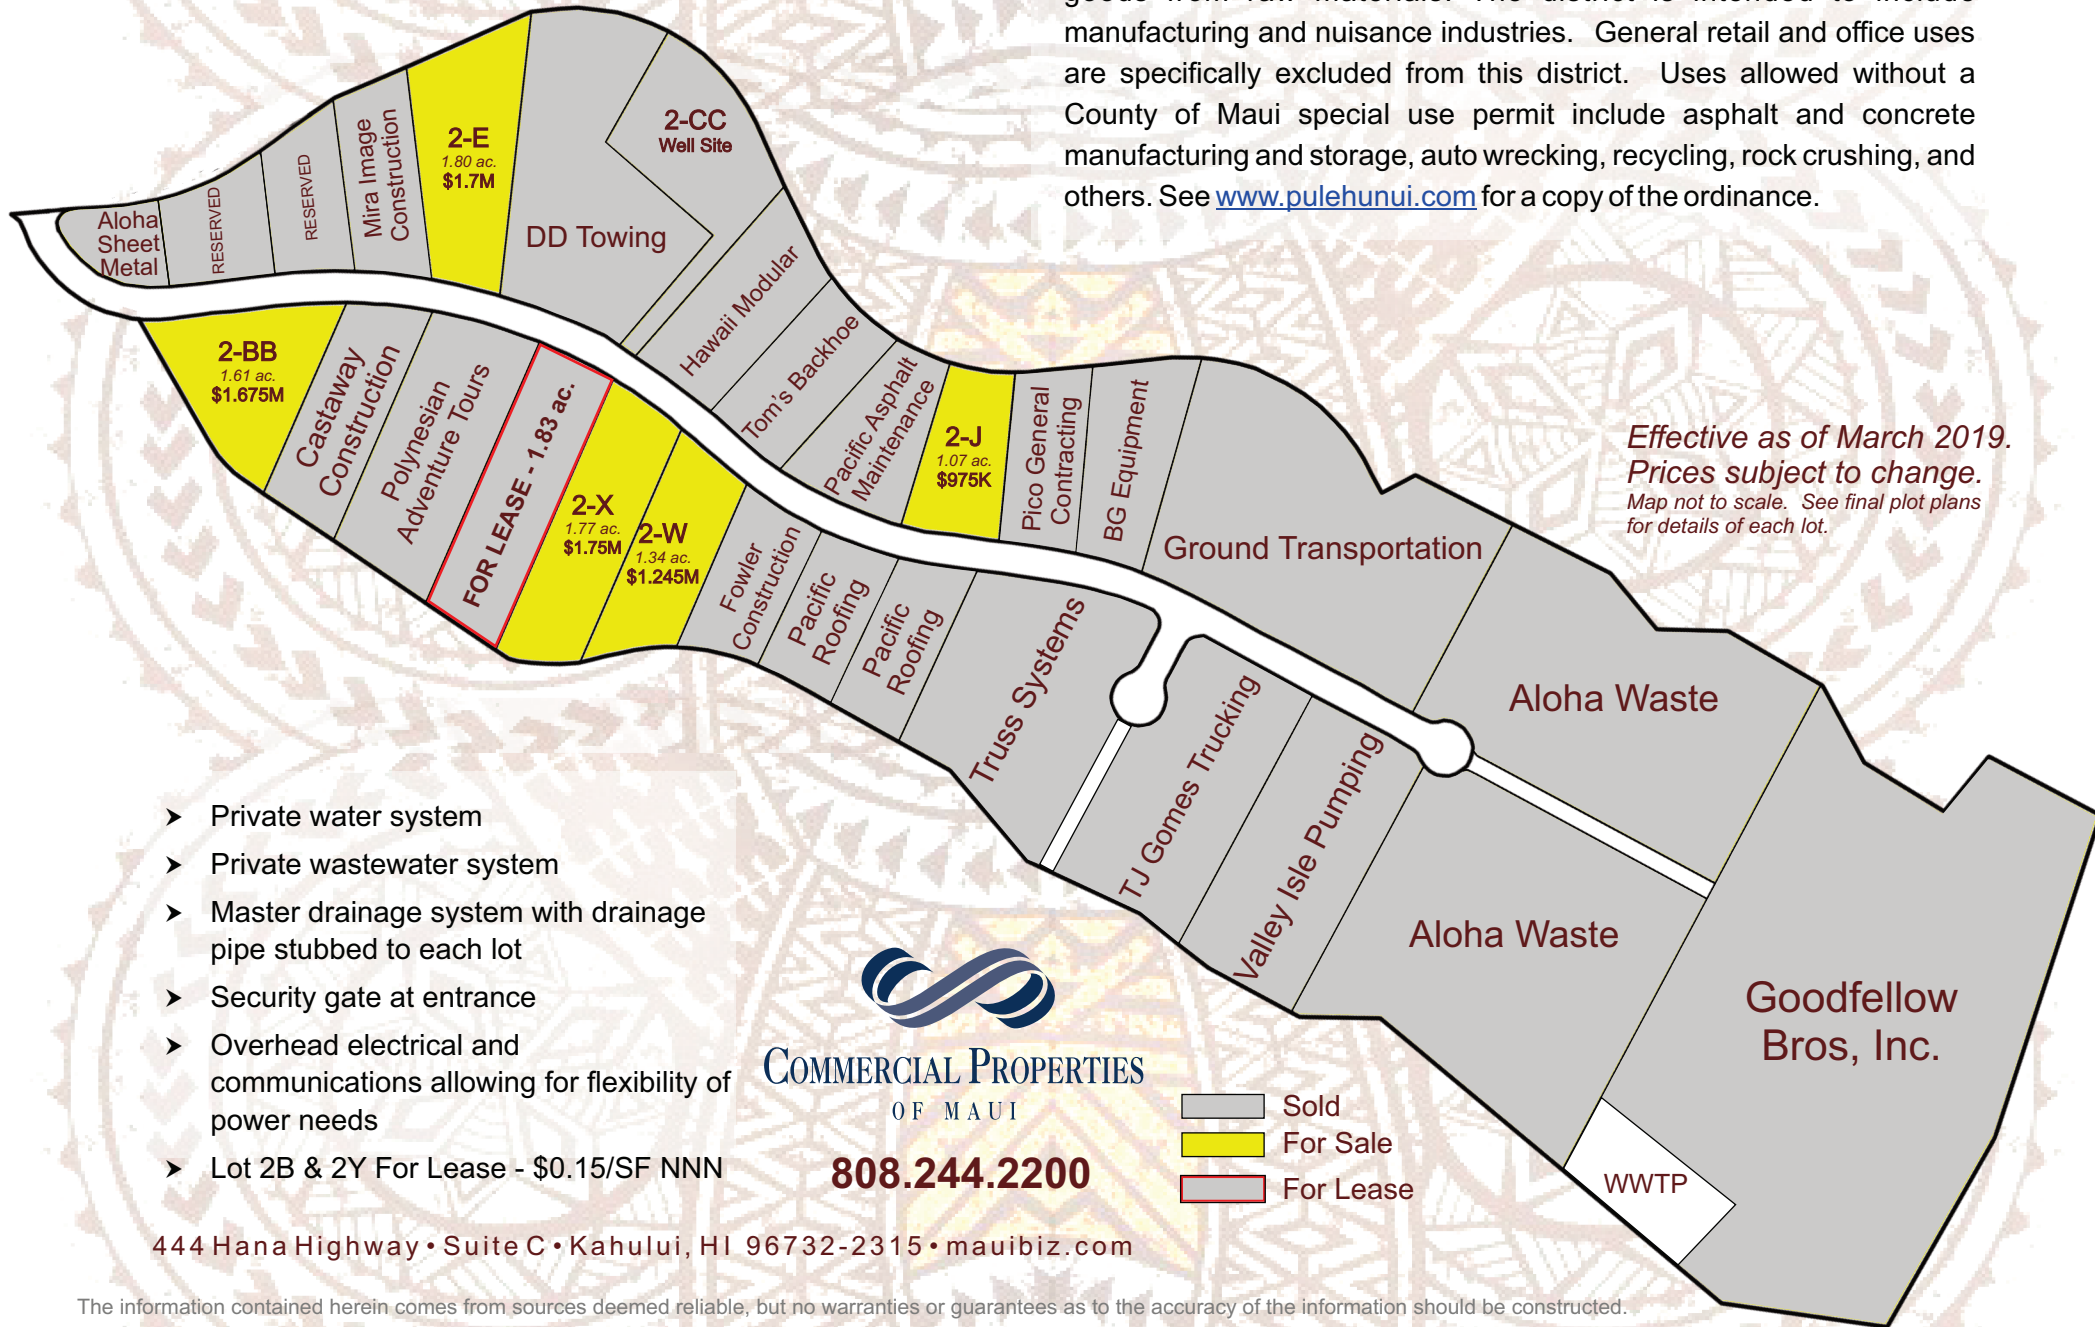 goods from raw materials. The district is intended to include
manufacturing and nuisance industries. General retail and office uses
are specifically excluded from this district. Uses allowed without a
County of Maui special use permit include asphalt and concrete
manufacturing and storage, auto wrecking, recycling, rock crushing, and
others. See www.pulehunui.com for a copy of the ordinance.
Aloha
Sheet
Metal
RESERVED
RESERVED
Mira Image
Construction
2-E
1.80 ac.
$1.7M
DD Towing
2-CC
Well Site
Hawaii Modular
Tom's Backhoe
Pacific Asphalt
Maintenance
2-J
1.07 ac.
$975K
Pico General
Contracting
BG Equipment
Ground Transportation
Aloha Waste
Goodfellow
Bros, Inc.
2-BB
1.61 ac.
$1.675M
Castaway
Construction
Polynesian
Adventure Tours
FOR LEASE - 1.83 ac.
2-X
1.77 ac.
$1.75M
2-W
1.34 ac.
$1.245M
Fowler
Construction
Pacific
Roofing
Pacific
Roofing
Truss Systems
TJ Gomes Trucking
Valley Isle Pumping
Aloha Waste
WWTP
Effective as of March 2019.
Prices subject to change.
Map not to scale. See final plot plans
for details of each lot.
➤ Private water system
➤ Private wastewater system
➤ Master drainage system with drainage
pipe stubbed to each lot
➤ Security gate at entrance
➤ Overhead electrical and
communications allowing for flexibility of
power needs
➤ Lot 2B & 2Y For Lease - $0.15/SF NNN
COMMERCIAL PROPERTIES
OF MAUI
808.244.2200
Sold
For Sale
For Lease
444 Hana Highway • Suite C • Kahului, HI 96732-2315 • mauibiz.com
The information contained herein comes from sources deemed reliable, but no warranties or guarantees as to the accuracy of the information should be constructed.